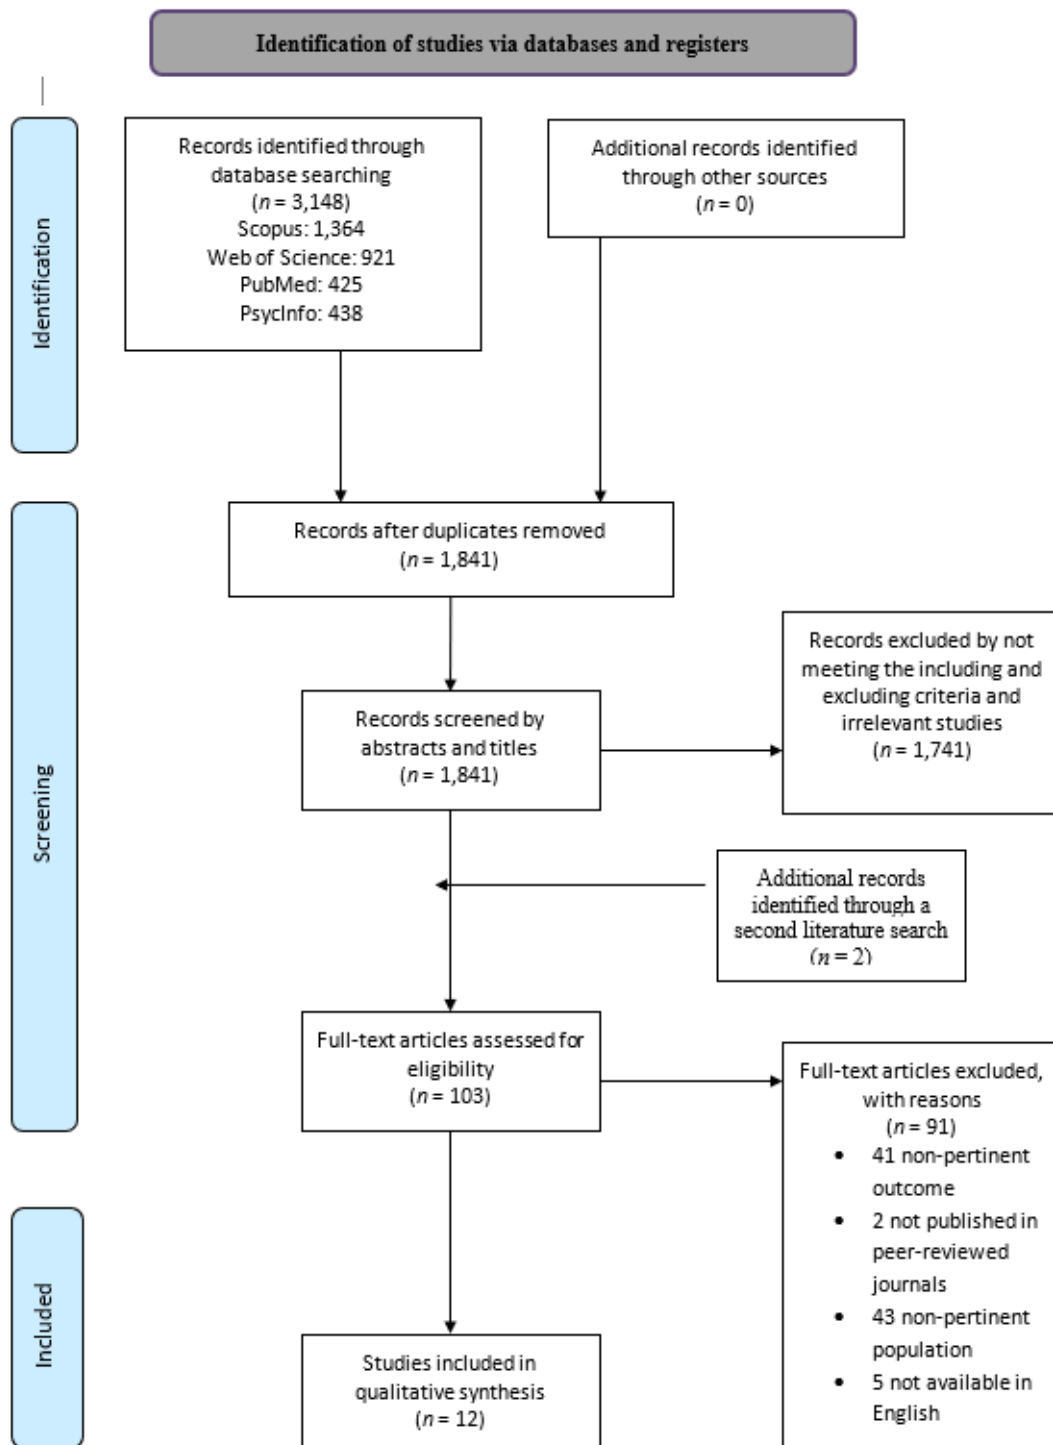 Identification of studies via databases and registers
Identification
Records identified through
database searching
(n = 3,148)
Scopus: 1,364
Web of Science: 921
PubMed: 425
PsycInfo: 438
Additional records identified
through other sources
(n = 0)
Screening
Records after duplicates removed
(n = 1,841)
Records screened by
abstracts and titles
(n = 1,841)
Records excluded by not
meeting the including and
excluding criteria and
irrelevant studies
(n = 1,741)
Additional records
identified through a
second literature search
(n = 2)
Full-text articles assessed for
eligibility
(n = 103)
Full-text articles excluded,
with reasons
(n = 91)
• 41 non-pertinent
outcome
• 2 not published in
peer-reviewed
journals
• 43 non-pertinent
population
• 5 not available in
English
Included
Studies included in
qualitative synthesis
(n = 12)